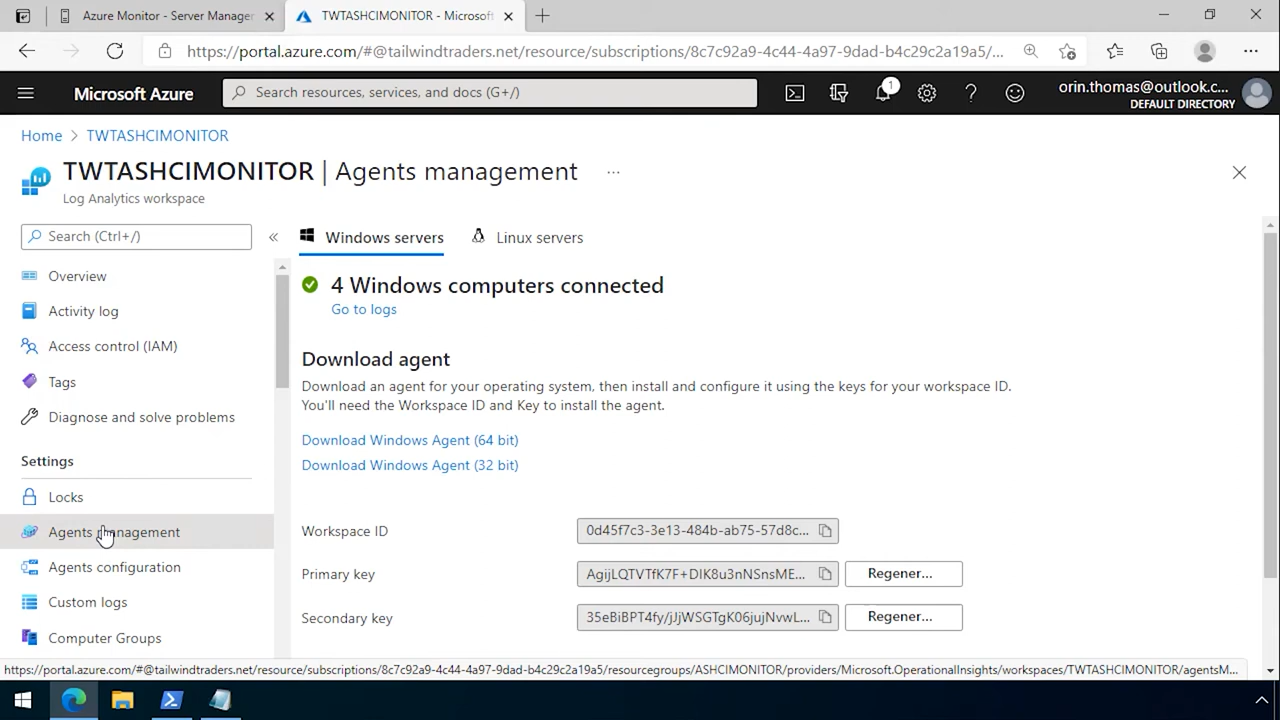 Azure Monitor - Server Manager
TWTASHCIMONITOR - Microsoft
https://portal.azure.com/#@tailwindtraders.net/resource/subscriptions/8c7c92a9-4c44-4a97-9dad-b4c29c2a19a5/...
Microsoft Azure
Search resources, services, and docs (G+/)
1
orin.thomas@outlook.c...
DEFAULT DIRECTORY
Home > TWTASHCIMONITOR
TWTASHCIMONITOR | Agents management ...
Log Analytics workspace
Search (Ctrl+/)
«
Overview
Activity log
Access control (IAM)
Tags
Diagnose and solve problems
Settings
Locks
Agents management
Agents configuration
Custom logs
Computer Groups
Windows servers
Linux servers
4 Windows computers connected
Go to logs
Download agent
Download an agent for your operating system, then install and configure it using the keys for your workspace ID.
You'll need the Workspace ID and Key to install the agent.
Download Windows Agent (64 bit)
Download Windows Agent (32 bit)
Workspace ID
0d45f7c3-3e13-484b-ab75-57d8c...
Primary key
AgijLQTVTfK7F+DIK8u3nNSnsME...
Regener...
Secondary key
35eBiBPT4fy/jJjWSGTgK06jujNvwL...
Regener...
https://portal.azure.com/#@tailwindtraders.net/resource/subscriptions/8c7c92a9-4c44-4a97-9dad-b4c29c2a19a5/resourcegroups/ASHCIMONITOR/providers/Microsoft.OperationalInsights/workspaces/TWTASHCIMONITOR/agentsM...